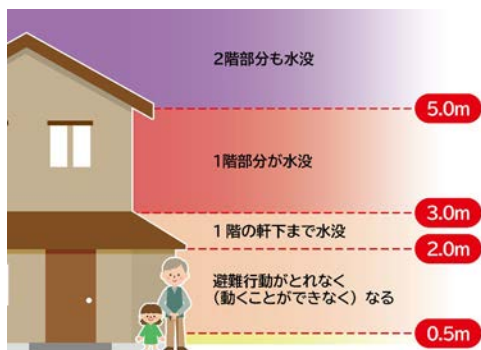 2階部分も水没
5.0m
1階部分が水没
3.0m
1階の軒下まで水没
2.0m
避難行動がとれなく
(動くことができなく)なる
0.5m